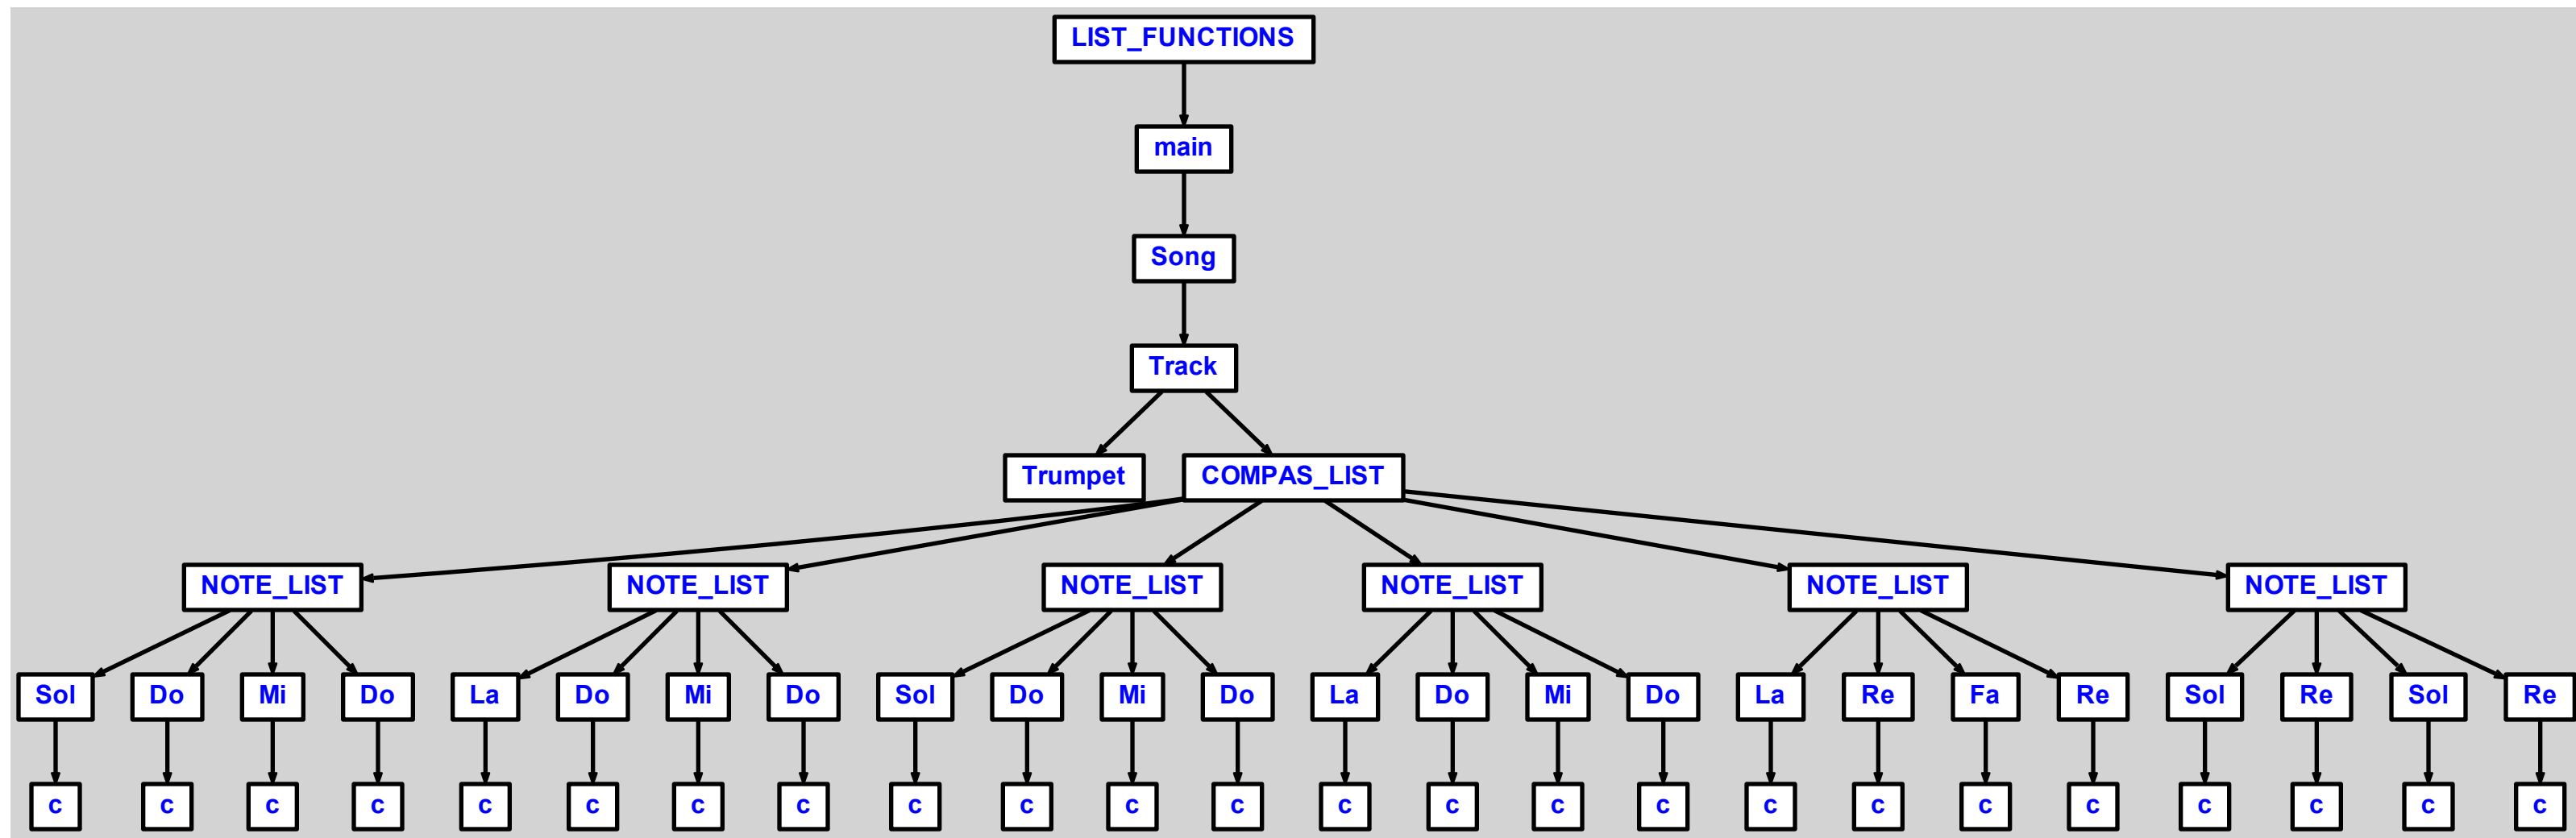 LIST_FUNCTIONS
main
Song
Track
Trumpet COMPAS_LIST
NOTE_LIST NOTE_LIST NOTE_LIST NOTE_LIST NOTE_LIST NOTE_LIST
Sol Do Mi Do La Do Mi Do Sol Do Mi Do La Do Mi Do La Re Fa Re Sol Re Sol Re
c c c c c c c c c c c c c c c c c c c c c c c c